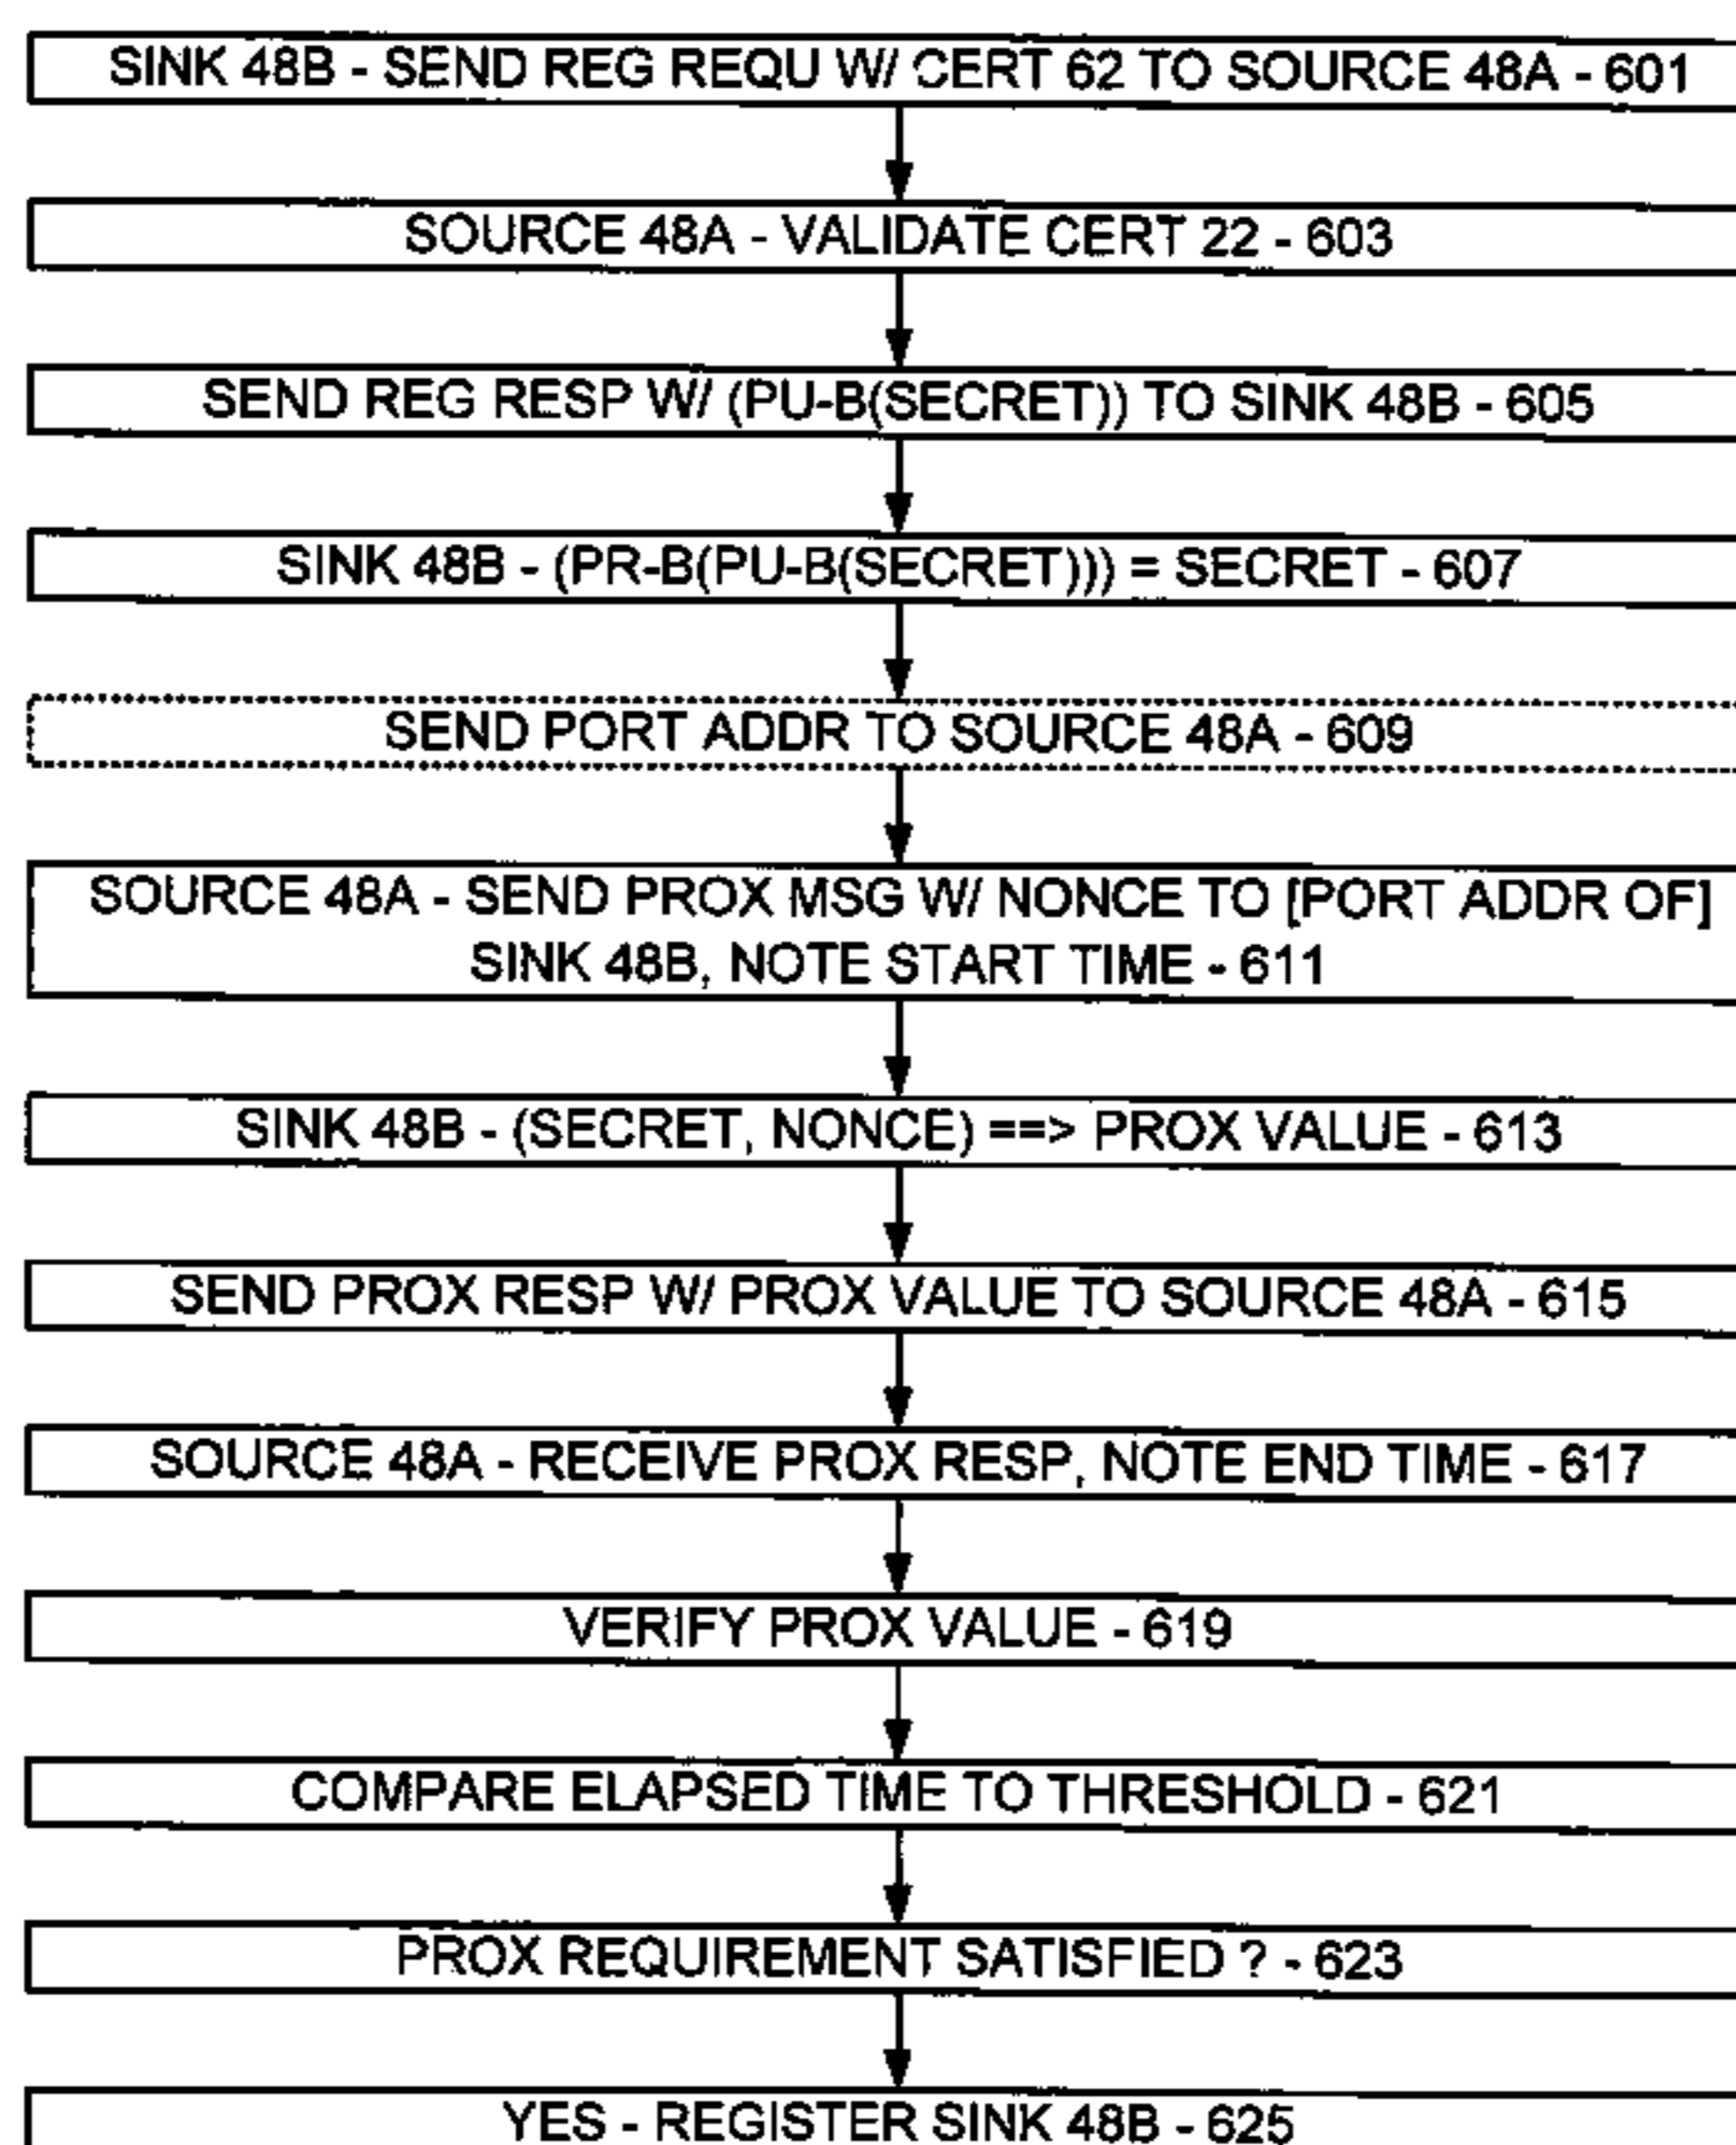 SINK 48B - SEND REG REQU W/ CERT 62 TO SOURCE 48A - 601
SOURCE 48A - VALIDATE CERT 22 - 603
SEND REG RESP W/ (PU-B(SECRET)) TO SINK 48B - 605
SINK 48B - (PR-B(PU-B(SECRET))) = SECRET - 607
SEND PORT ADDR TO SOURCE 48A - 609
SOURCE 48A - SEND PROX MSG W/ NONCE TO [PORT ADDR OF]
SINK 48B, NOTE START TIME - 611
SINK 48B - (SECRET, NONCE) ==> PROX VALUE - 613
SEND PROX RESP W/ PROX VALUE TO SOURCE 48A - 615
SOURCE 48A - RECEIVE PROX RESP, NOTE END TIME - 617
VERIFY PROX VALUE - 619
COMPARE ELAPSED TIME TO THRESHOLD - 621
PROX REQUIREMENT SATISFIED ? - 623
YES - REGISTER SINK 48B - 625